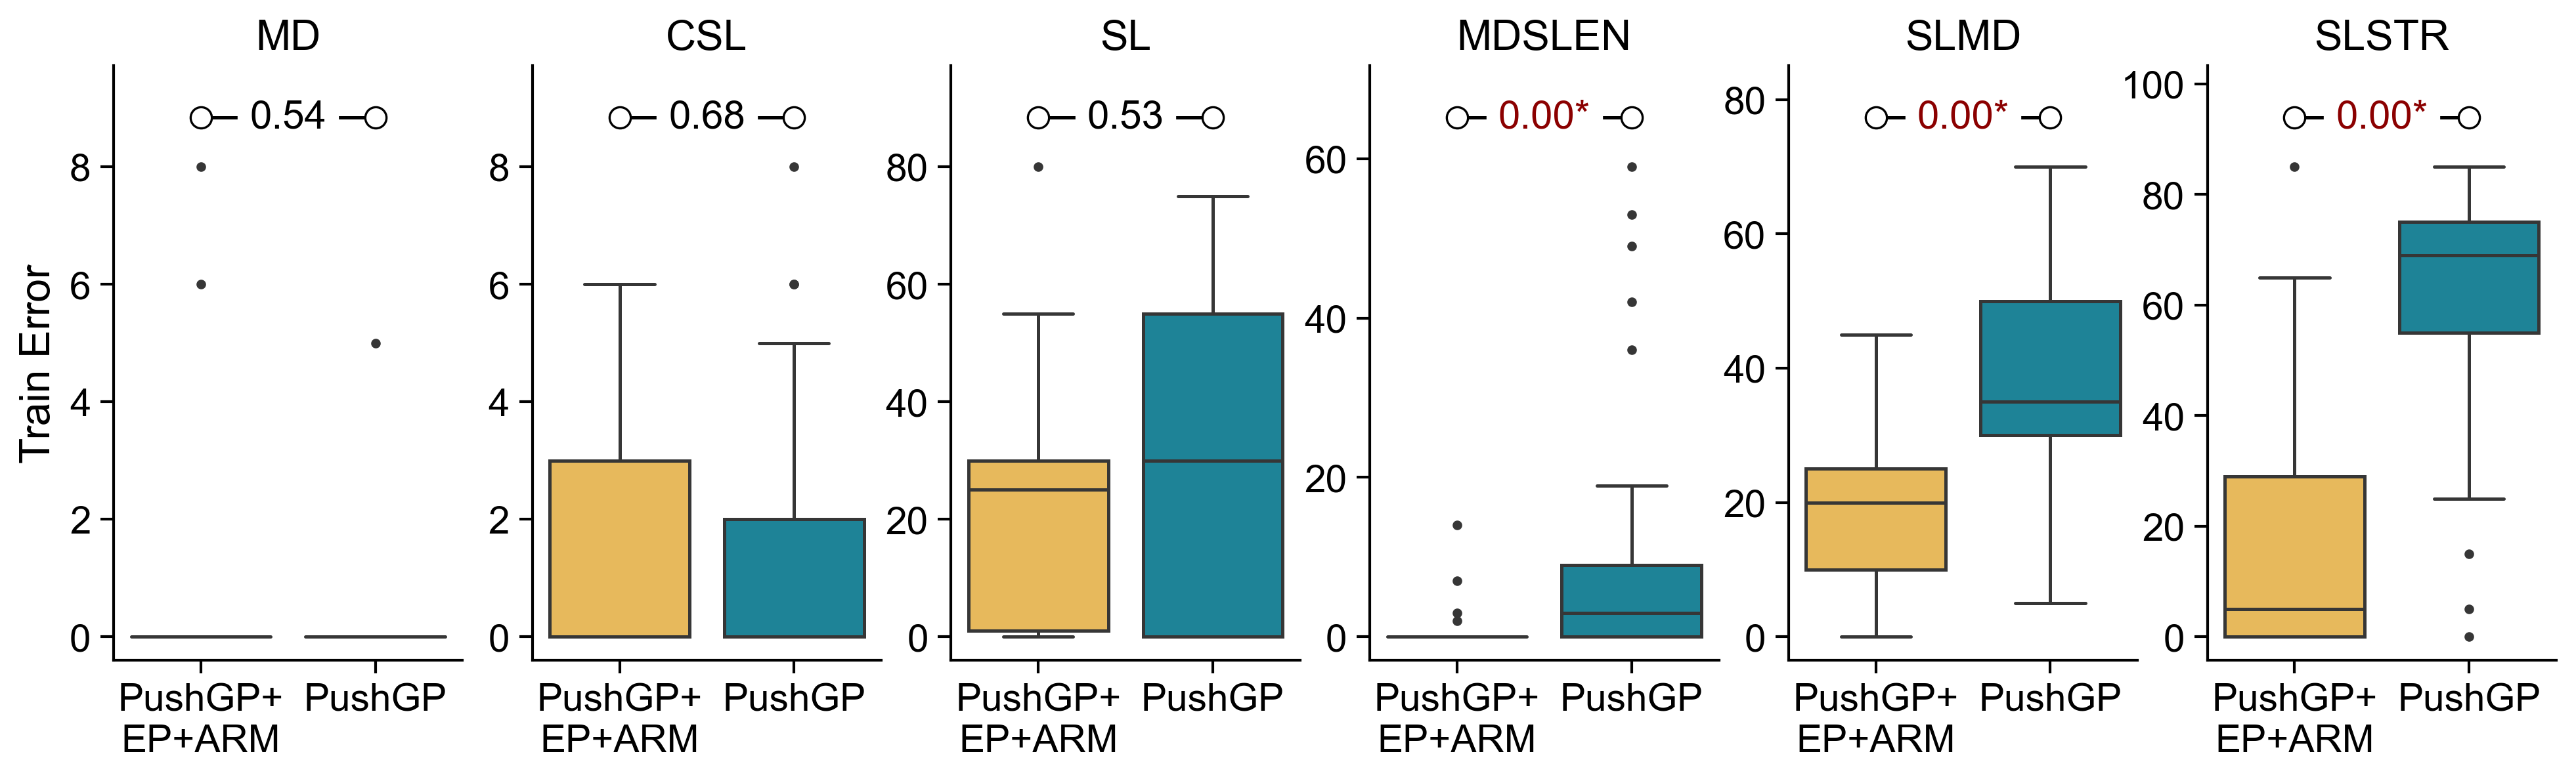 MD
CSL
SL
MDSLEN
SLMD
SLSTR
Train Error
0.54
8
6
4
2
0
PushGP+
EP+ARM
PushGP
0.68
8
6
4
2
0
PushGP+
EP+ARM
PushGP
0.53
80
60
40
20
0
PushGP+
EP+ARM
PushGP
0.00*
60
40
20
0
PushGP+
EP+ARM
PushGP
0.00*
80
60
40
20
0
PushGP+
EP+ARM
PushGP
0.00*
100
80
60
40
20
0
PushGP+
EP+ARM
PushGP